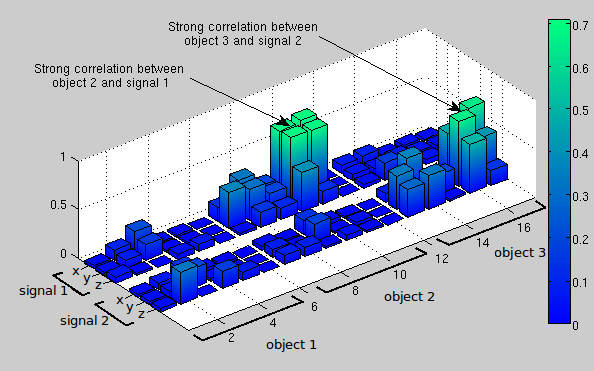 Strong correlation between
object 3 and signal 2
Strong correlation between
object 2 and signal 1
0.7
0.6
0.5
0.4
0.3
0.2
0.1
0
1
0.5
0
x
y
z
signal 1
x
y
z
signal 2
2
4
6
8
10
12
14
16
object 1
object 2
object 3